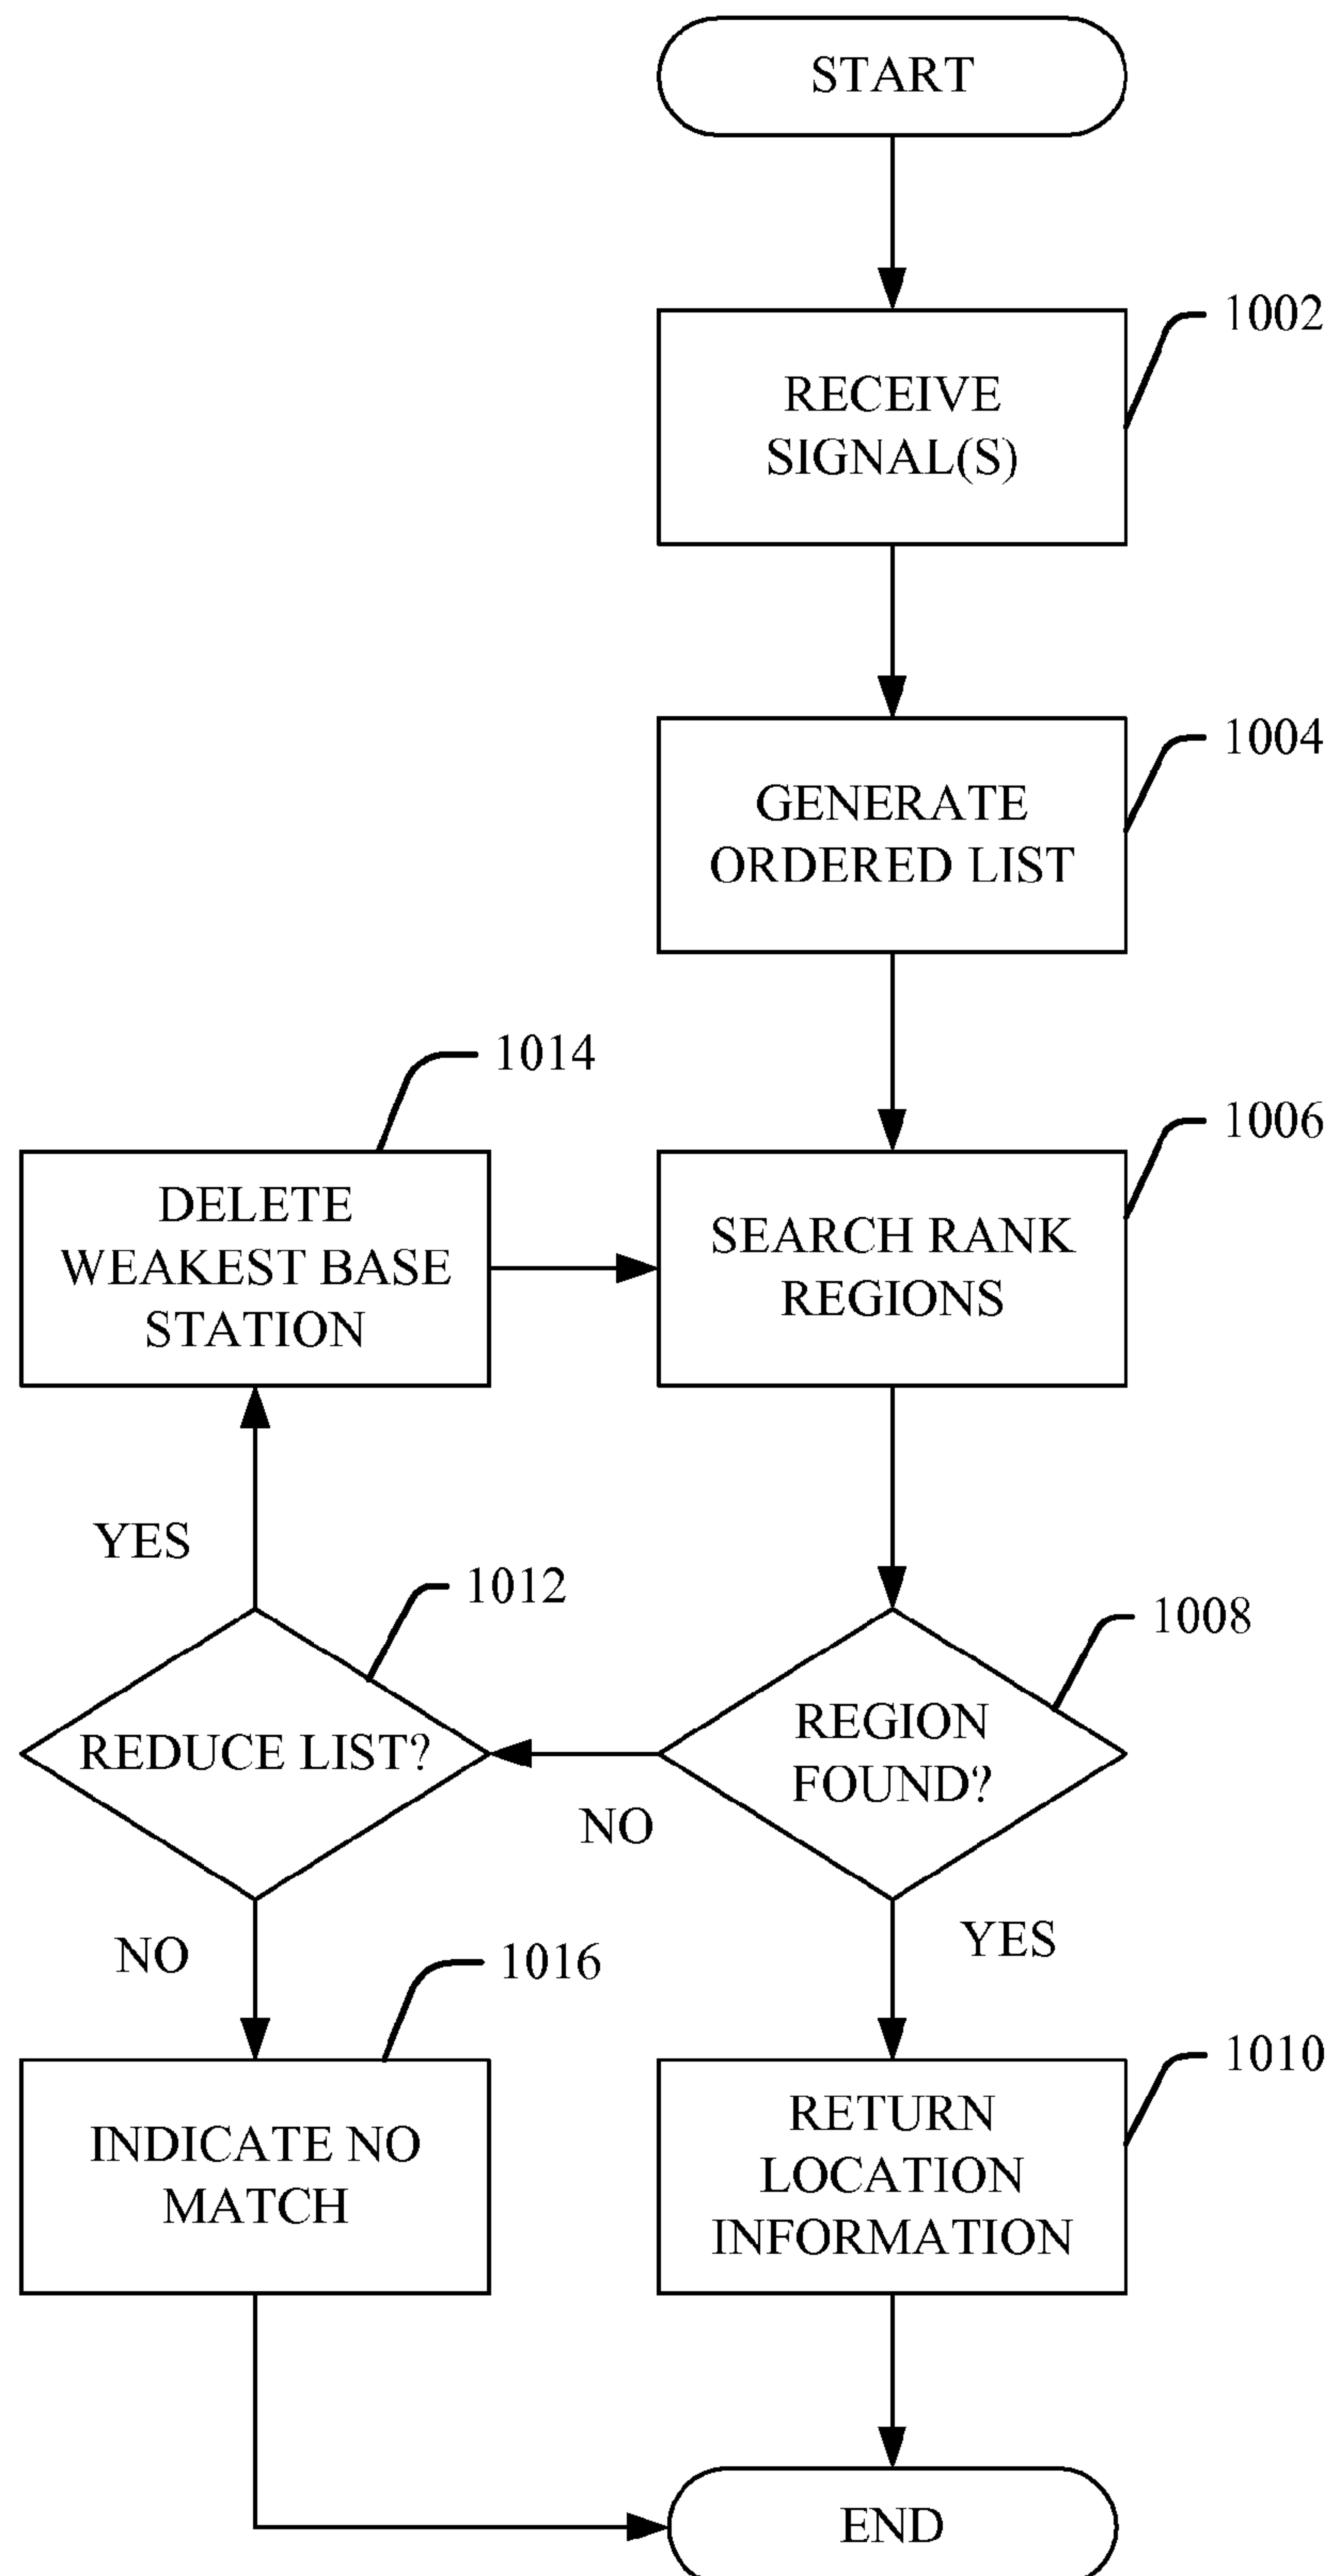 START
1002
RECEIVE
SIGNAL(S)
1004
GENERATE
ORDERED LIST
1014
1006
DELETE
WEAKEST BASE
STATION
SEARCH RANK
REGIONS
YES
1012
1008
REDUCE LIST?
REGION
FOUND?
NO
NO
YES
1016
1010
INDICATE NO
MATCH
RETURN
LOCATION
INFORMATION
END